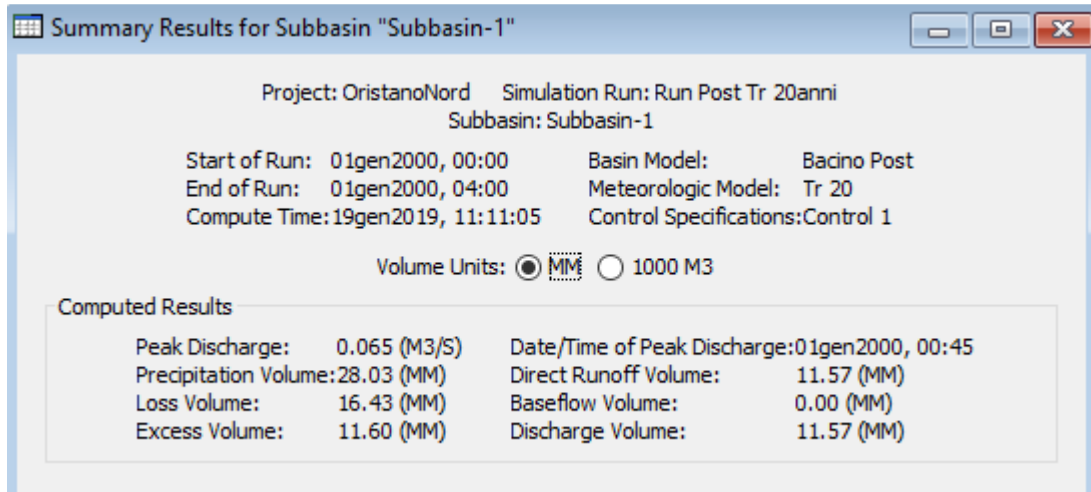 Summary Results for Subbasin "Subbasin-1"
Project: OristanoNord Simulation Run: Run Post Tr 20anni
Subbasin: Subbasin-1
Start of Run: 01gen2000, 00:00 Basin Model: Bacino Post
End of Run: 01gen2000, 04:00 Meteorologic Model: Tr 20
Compute Time:19gen2019, 11:11:05 Control Specifications:Control 1
Volume Units: MM 1000 M3
Computed Results
Peak Discharge: 0.065 (M3/S) Date/Time of Peak Discharge:01gen2000, 00:45
Precipitation Volume:28.03 (MM) Direct Runoff Volume: 11.57 (MM)
Loss Volume: 16.43 (MM) Baseflow Volume: 0.00 (MM)
Excess Volume: 11.60 (MM) Discharge Volume: 11.57 (MM)